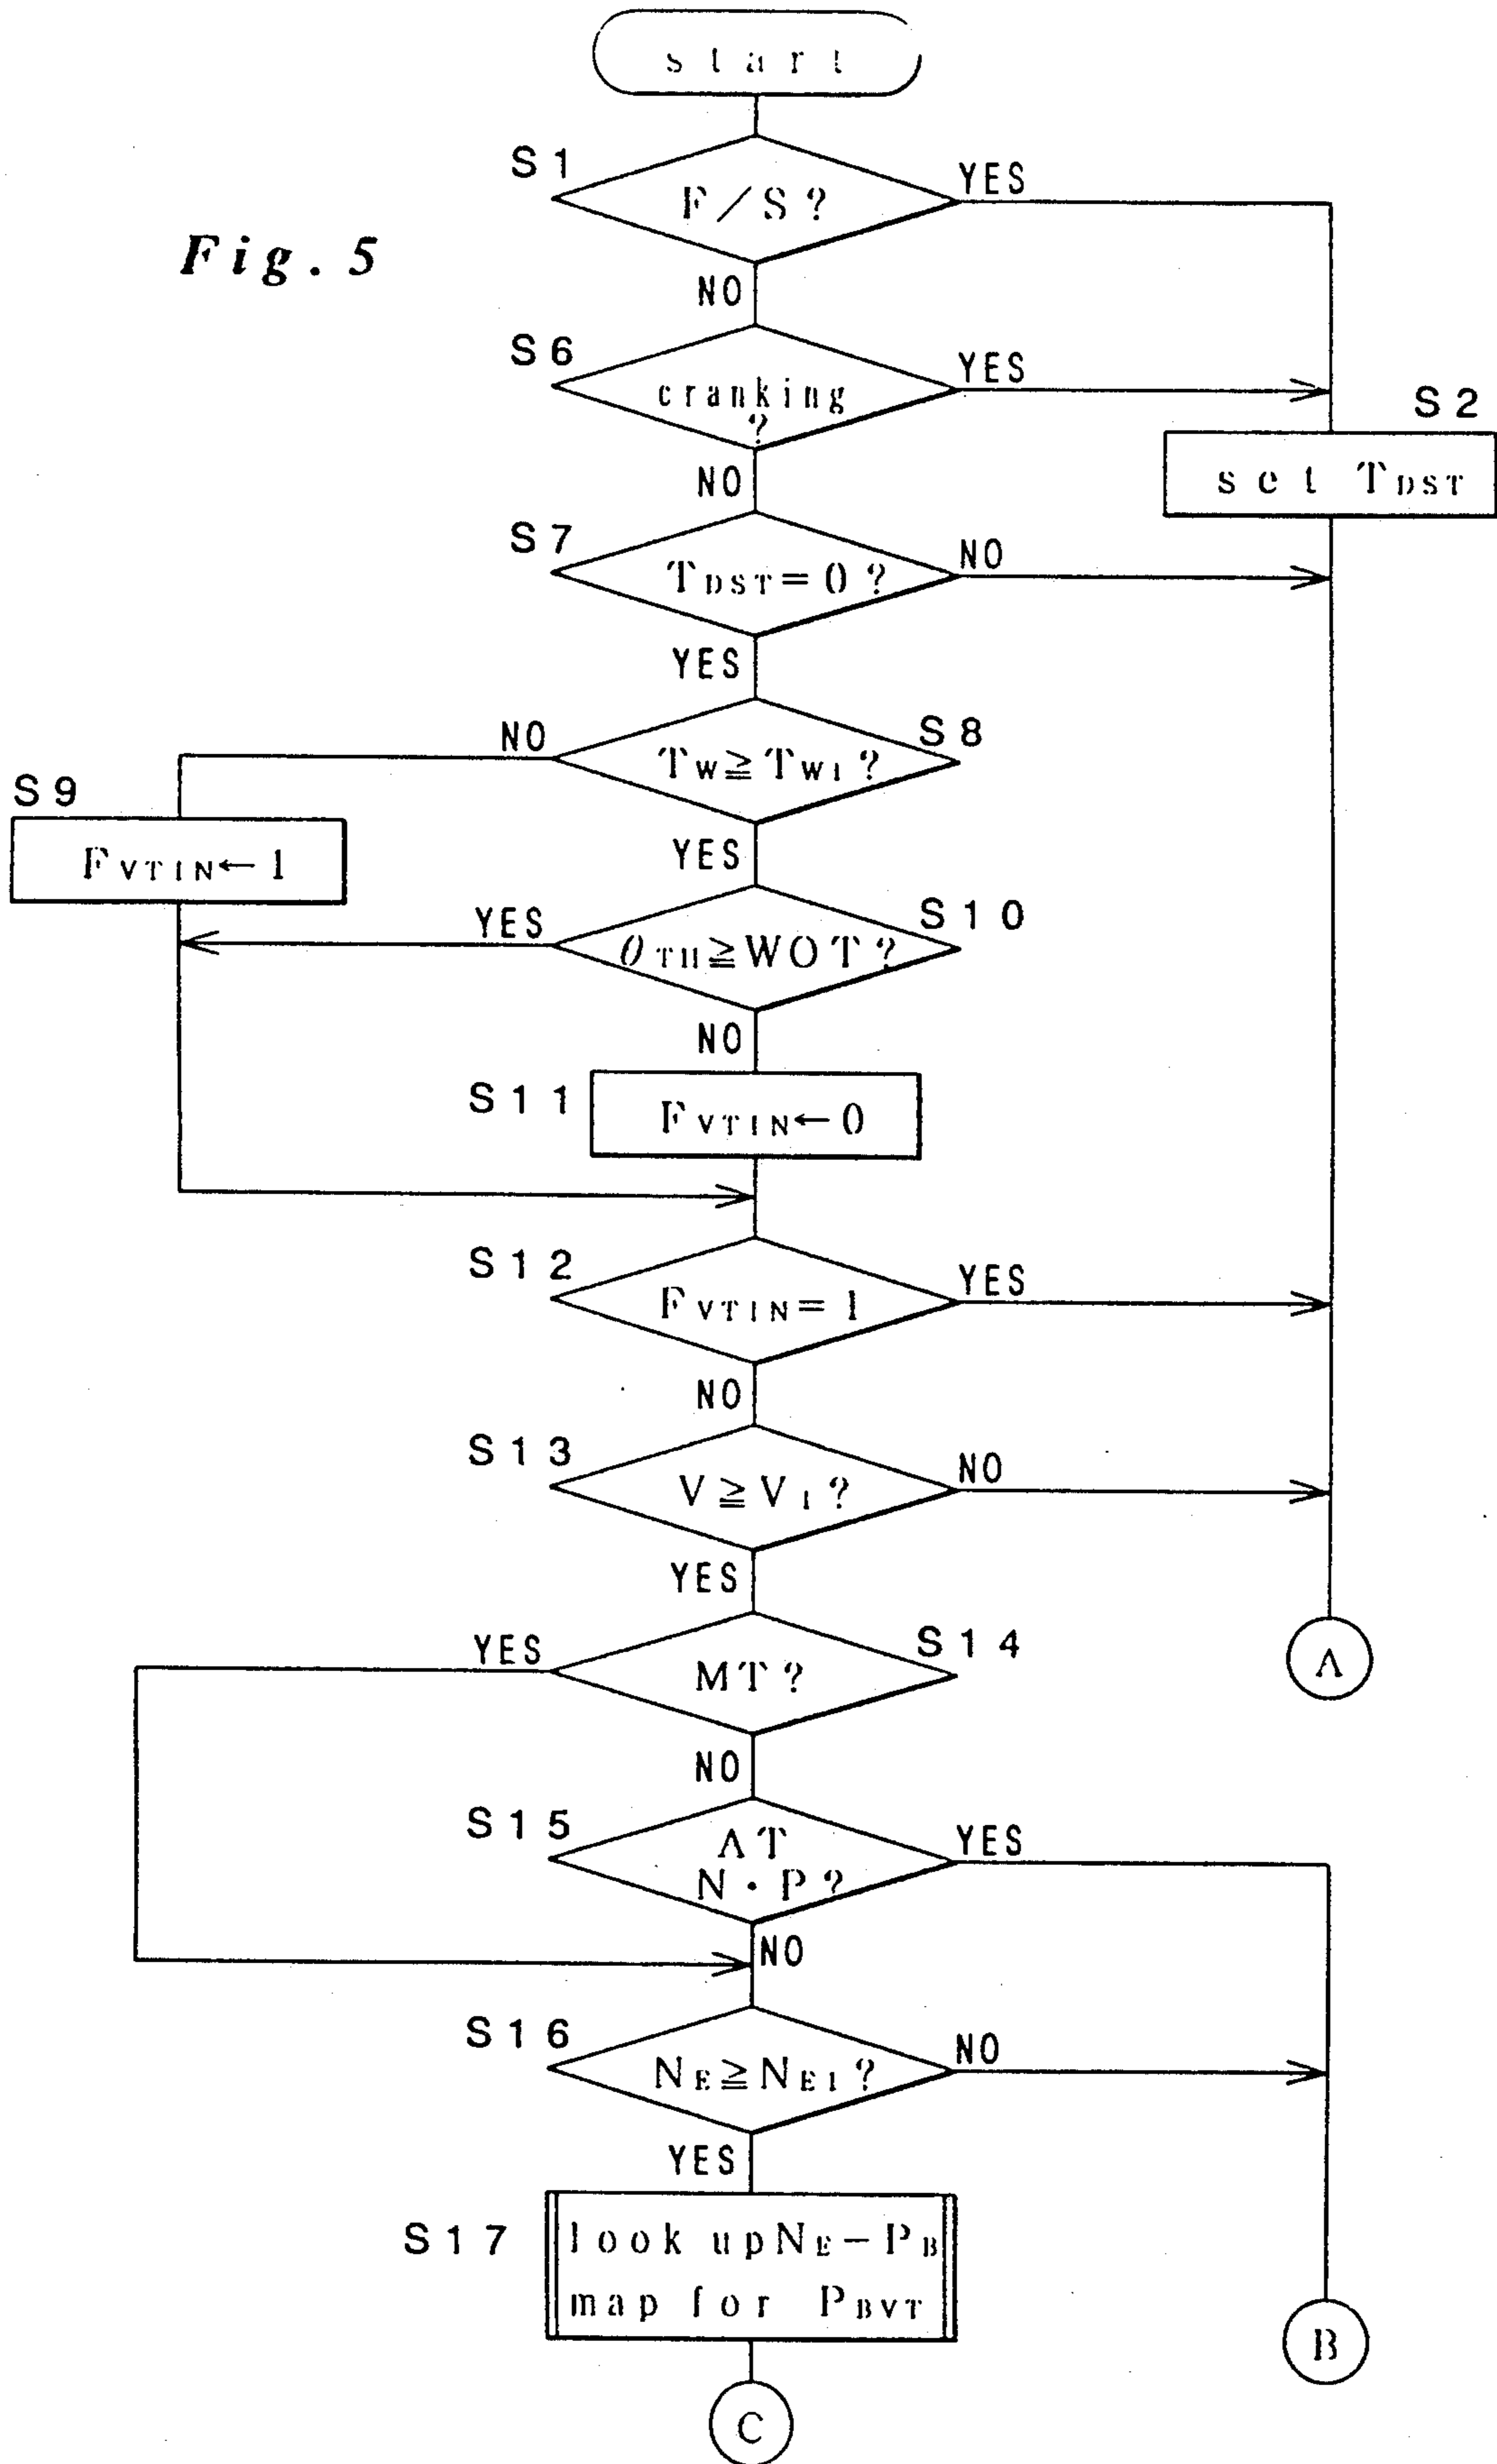 start
S1
F/S?
YES
Fig. 5
NO
S6
cranking
?
YES
S2
set TDST
NO
S7
TDST=0?
NO
YES
S8
NO
TW≧TW1?
S9
FVTIN←1
YES
S10
YES
θTH≧WOT?
NO
S11
FVTIN←0
S12
FVTIN=1
YES
NO
S13
V≧V1?
NO
YES
S14
YES
MT?
A
NO
S15
AT
N·P?
YES
NO
S16
NE≧NE1?
NO
YES
S17
look up NE-PB
map for PBVT
B
C